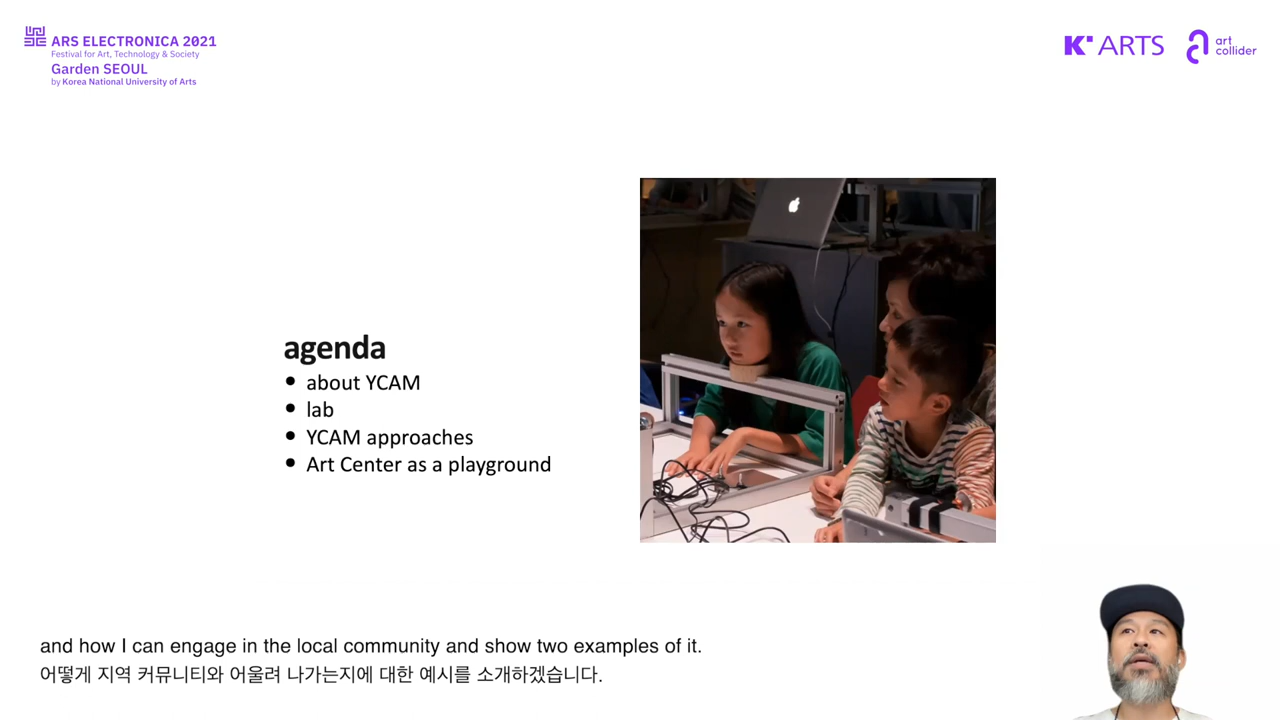 ARS ELECTRONICA 2021
Festival for Art, Technology & Society
Garden SEOUL
by Korea National University of Arts
K ARTS
art
collider
agenda
• about YCAM
• lab
• YCAM approaches
• Art Center as a playground
and how I can engage in the local community and show two examples of it.
어떻게 지역 커뮤니티와 어울려 나가는지에 대한 예시를 소개하겠습니다.